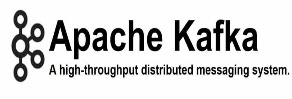 Apache Kafka
A high-throughput distributed messaging system.